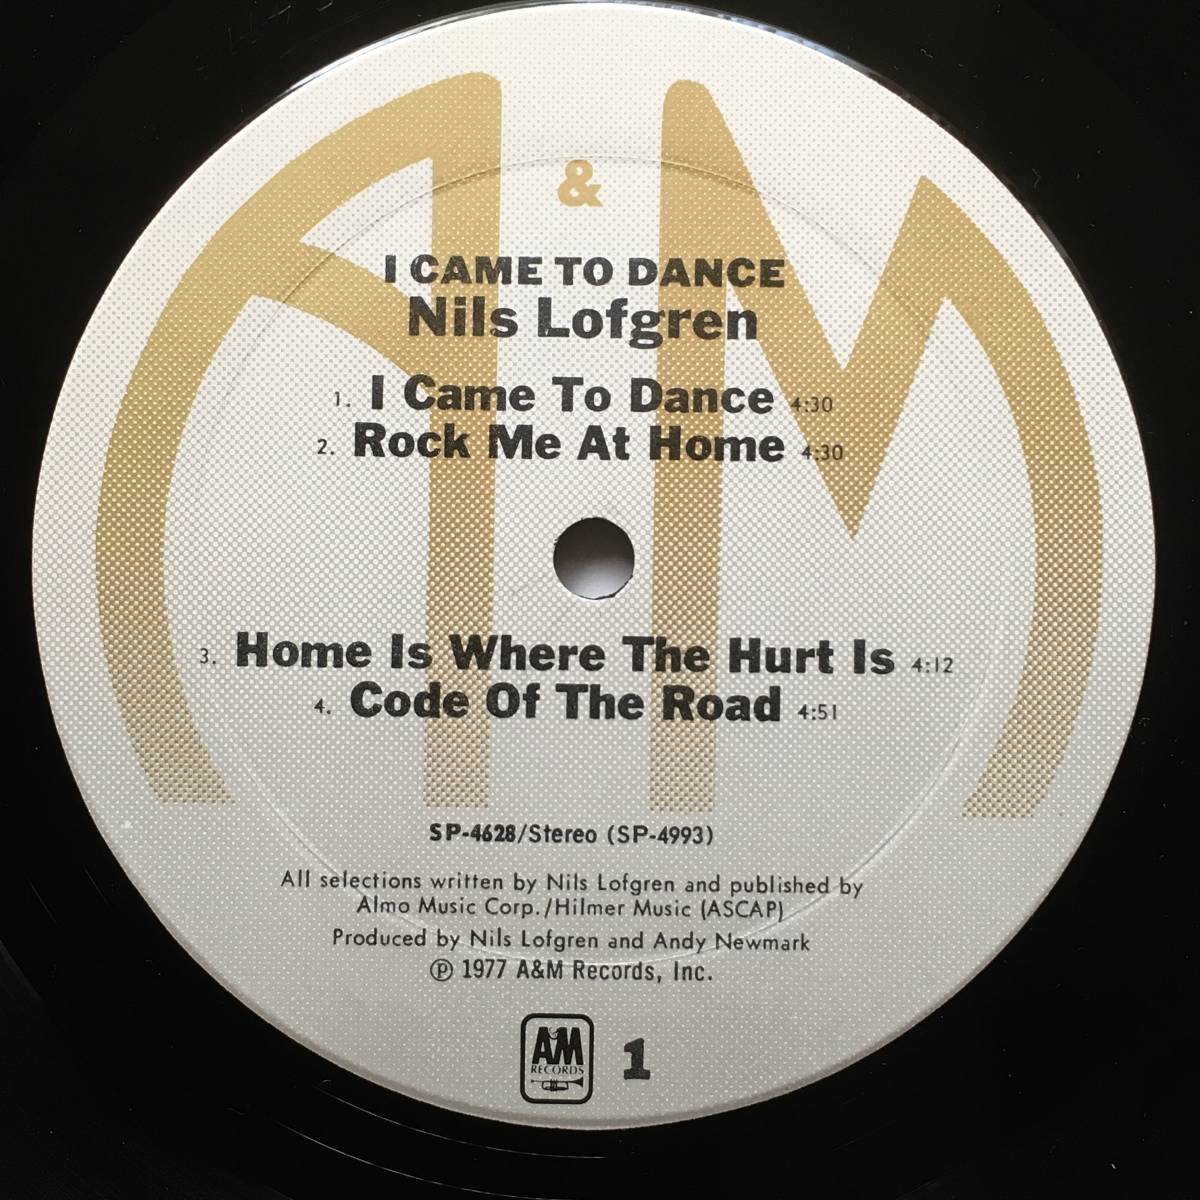 A&M
I CAME TO DANCE
Nils Lofgren
1. I Came To Dance 4:30
2. Rock Me At Home 4:30
3. Home Is Where The Hurt Is 4:12
4. Code Of The Road 4:51
SP-4628/Stereo (SP-4993)
All selections written by Nils Lofgren and published by
Almo Music Corp./Hilmer Music (ASCAP)
Produced by Nils Lofgren and Andy Newmark
℗ 1977 A&M Records, Inc.
AM
RECORDS
1